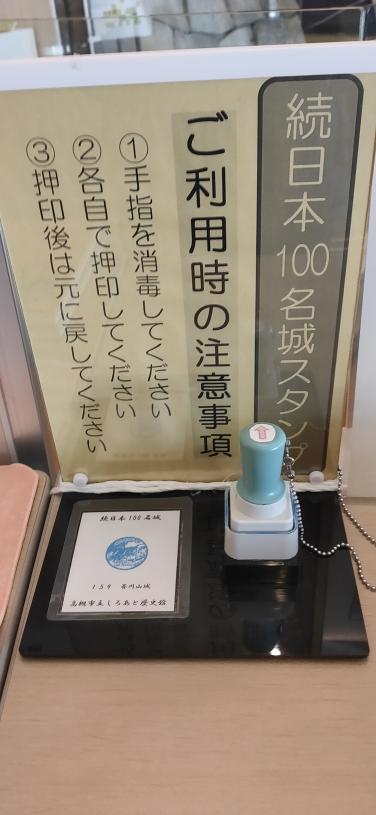 続日本100名城スタンプ
ご利用時の注意事項
①手指を消毒してください
②各自で押印してください
③押印後は元に戻してください
続日本100名城
159 芥川山城
高槻市立しろあと歴史館